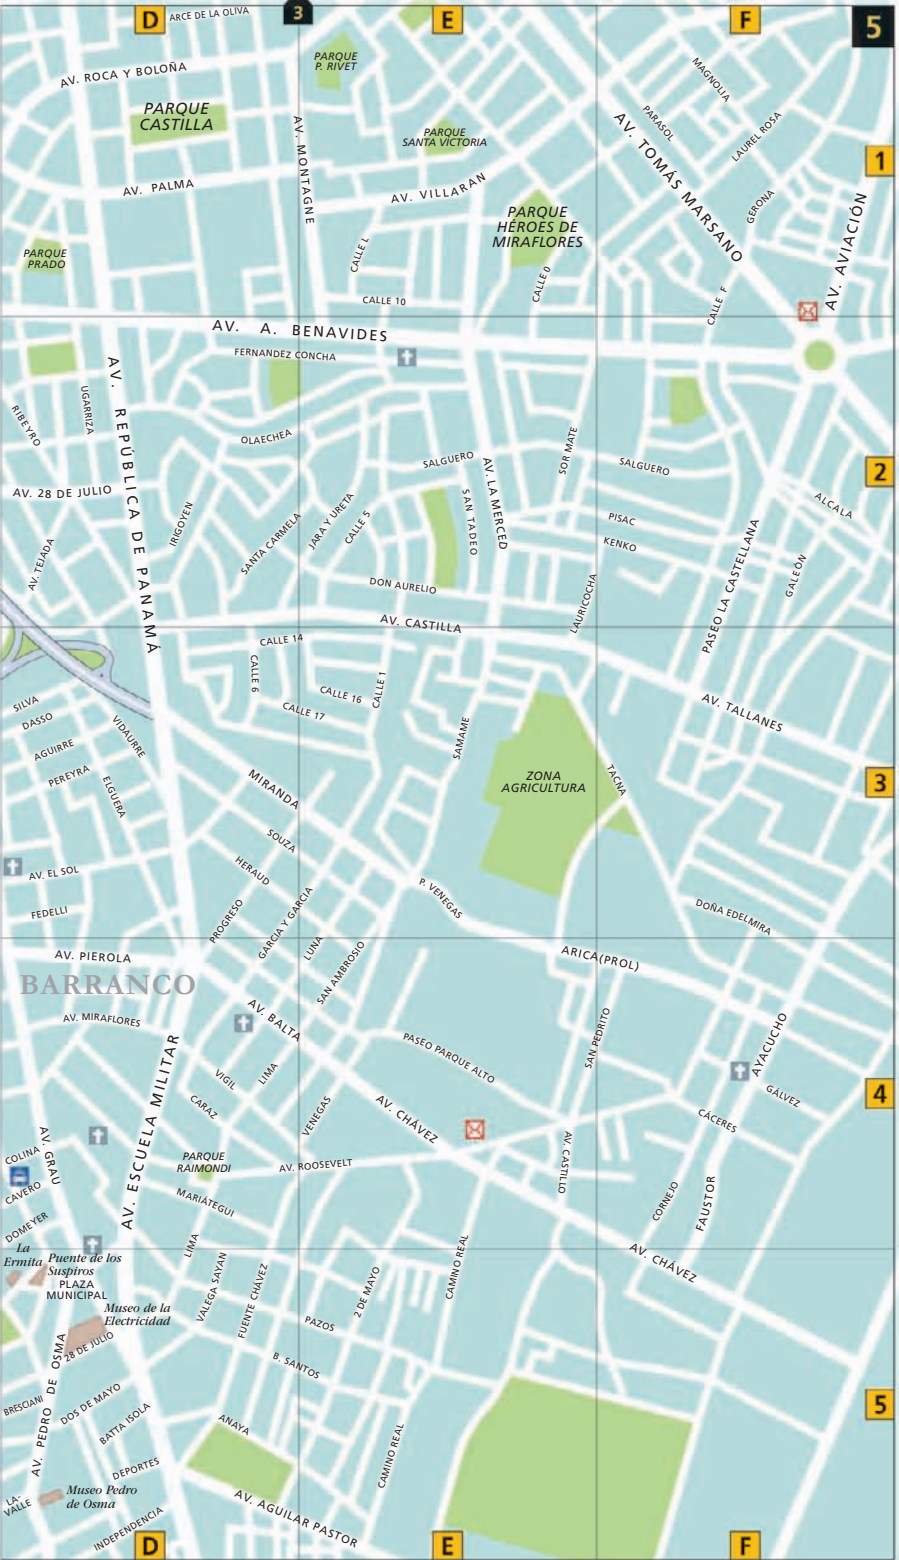 D
ARCE DE LA OLIVA
3
E
F
5
AV. ROCA Y BOLOÑA
PARQUE
P. RIVET
MAGNOLIA
PARQUE
CASTILLA
AV. MONTAGNE
PARQUE
SANTA VICTORIA
PARASOL
LAUREL ROSA
AV. TOMÁS MARSANO
1
AV. PALMA
AV. VILLARAN
GERONA
PARQUE
HÉROES DE
MIRAFLORES
AV. AVIACIÓN
PARQUE
PRADO
CALLE L
CALLE 0
CALLE 10
CALLE F
AV. A. BENAVIDES
FERNANDEZ CONCHA
AV. REPÚBLICA DE PANAMÁ
UGARRIZA
RIBEYRO
OLAECHEA
SALGUERO
SOR MATE
SALGUERO
2
AV. 28 DE JULIO
AV. LA MERCED
SAN TADEO
ALCALA
IRIGOYEN
SANTA CARMELA
JARA Y URETA
CALLE 5
PISAC
KENKO
PASEO LA CASTELLANA
GALEÓN
AV. TEJADA
DON AURELIO
LAURICOCHA
AV. CASTILLA
CALLE 14
CALLE 6
CALLE 16
CALLE 1
CALLE 17
SILVA
DASSO
VIDAURRE
AV. TALLANES
AGUIRRE
SAMAME
PEREYRA
ELGUERA
MIRANDA
ZONA
AGRICULTURA
TACNA
3
SOUZA
HERAUD
AV. EL SOL
P. VENEGAS
FEDELLI
PROGRESO
GARCIA Y GARCIA
DOÑA EDELMIRA
LUNA
SAN AMBROSIO
AV. PIEROLA
ARICA(PROL)
BARRANCO
AV. MIRAFLORES
AV. BALTA
SAN PEDRITO
AYACUCHO
PASEO PARQUE ALTO
VIGIL
LIMA
GÁLVEZ
4
CARAZ
VENEGAS
AV. CHÁVEZ
CÁCERES
AV. ESCUELA MILITAR
AV. GRAU
COLINA
PARQUE
RAIMONDI
AV. ROOSEVELT
AV. CASTILLO
CAVERO
MARIÁTEGUI
CORNEJO
FAUSTOR
DOMEYER
LIMA
La
Ermita
Puente de los
Suspiros
PLAZA
MUNICIPAL
VALEGA SAYAN
FUENTE CHÁVEZ
2 DE MAYO
CAMINO REAL
AV. CHÁVEZ
Museo de la
Electricidad
PAZOS
28 DE JULIO
B. SANTOS
AV. PEDRO DE OSMA
BRESCIANI
DOS DE MAYO
BATTA ISOLA
ANAYA
5
CAMINO REAL
DEPORTES
LA-
VALLE
Museo Pedro
de Osma
INDEPENDENCIA
AV. AGUILAR PASTOR
D
E
F